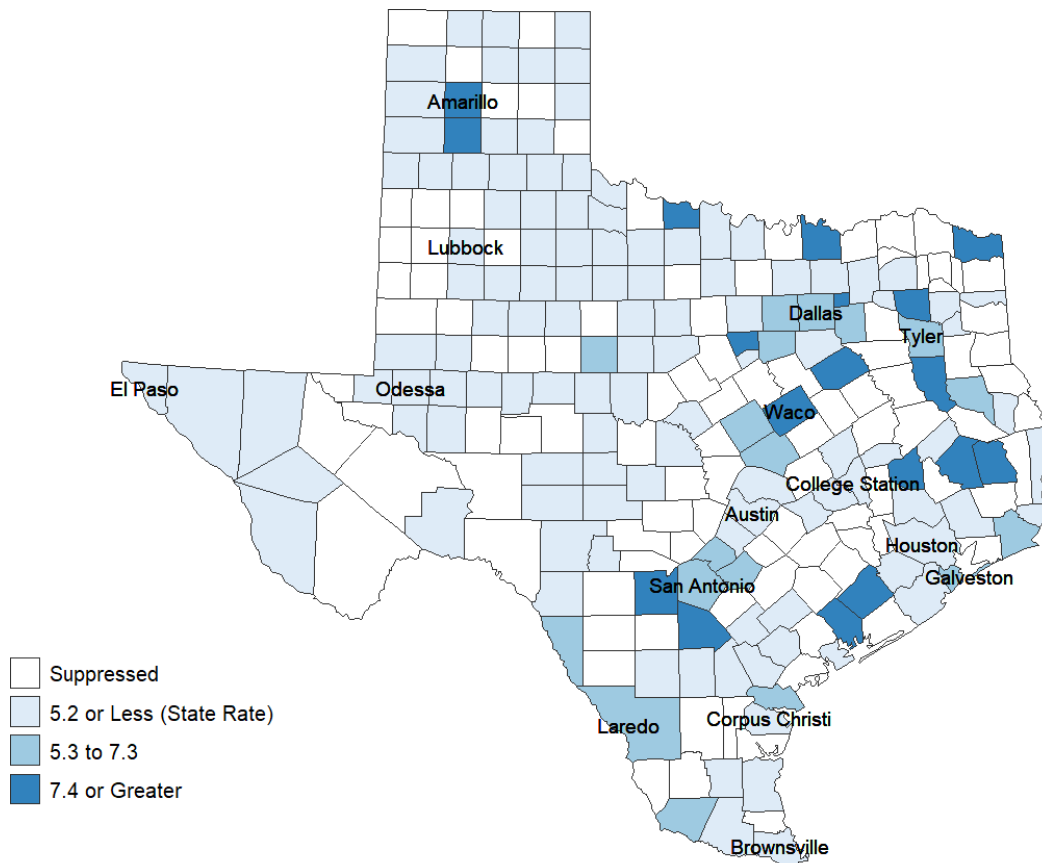 Amarillo
Lubbock
Dallas
Tyler
El Paso
Odessa
Waco
College Station
Austin
Houston
San Antonio
Galveston
Suppressed
5.2 or Less (State Rate)
Laredo
Corpus Christi
5.3 to 7.3
7.4 or Greater
Brownsville